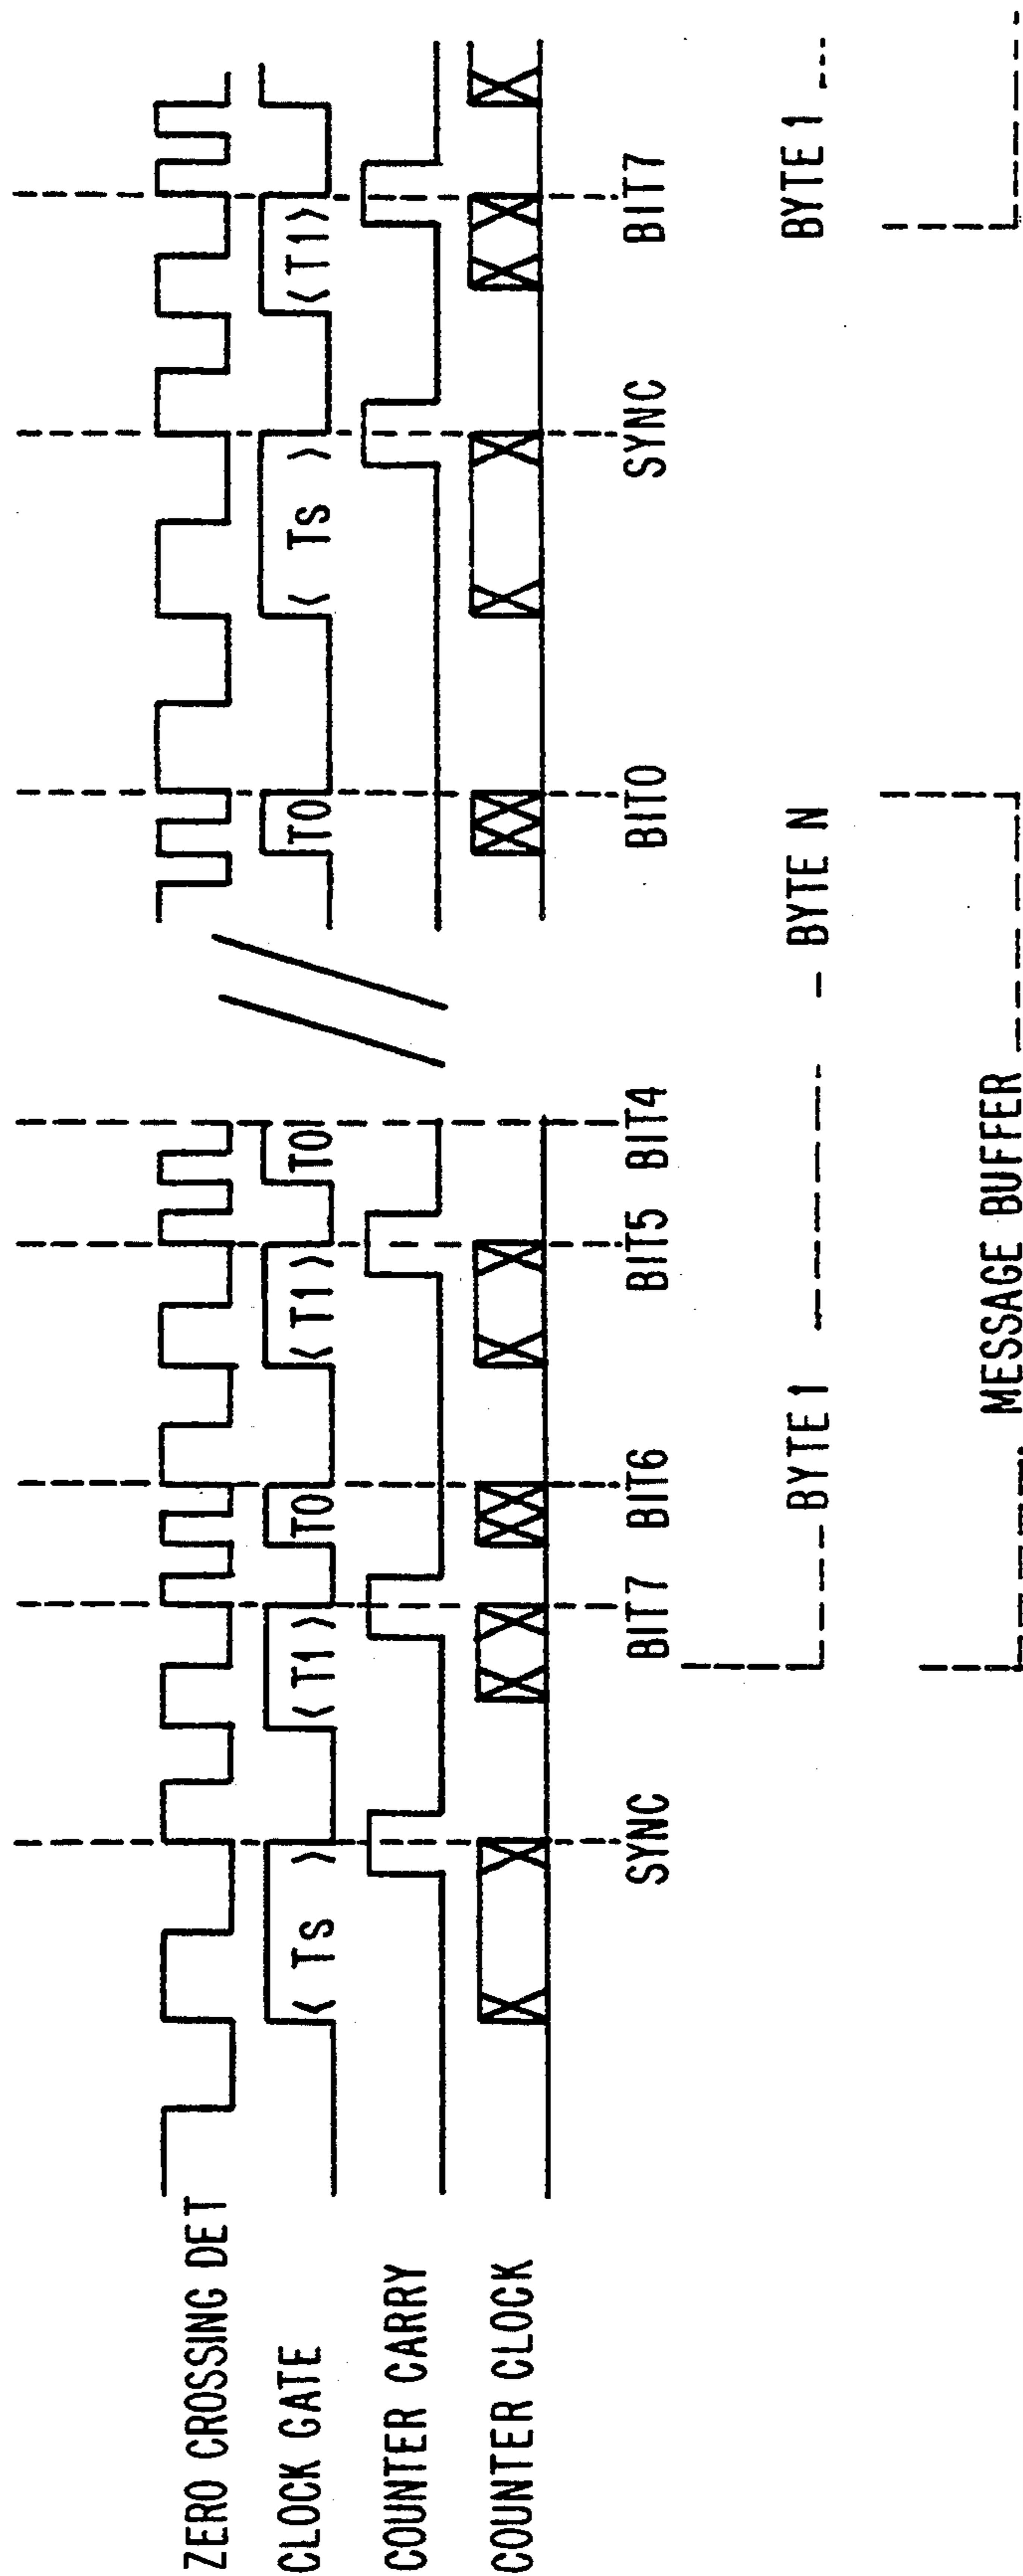 ZERO CROSSING DET
CLOCK GATE
< Ts > < T1 > T0 < T1 > T0 T0 < Ts > < T1 >
COUNTER CARRY
COUNTER CLOCK
SYNC BIT7 BIT6 BIT5 BIT4 BIT0 SYNC BIT7
BYTE 1 BYTE N BYTE 1
MESSAGE BUFFER